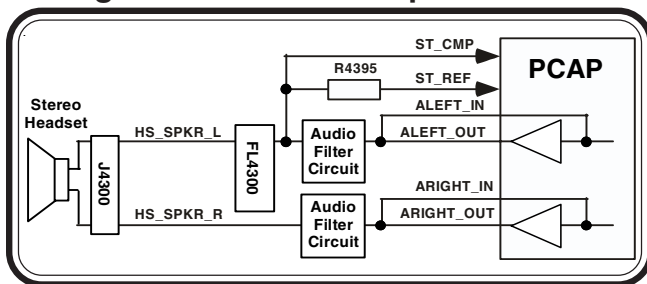 ST_CMP
R4395
ST_REF
PCAP
Stereo
Headset
ALEFT_IN
HS_SPKR_L
ALEFT_OUT
J4300
FL4300
Audio
Filter
Circuit
ARIGHT_IN
HS_SPKR_R
ARIGHT_OUT
Audio
Filter
Circuit